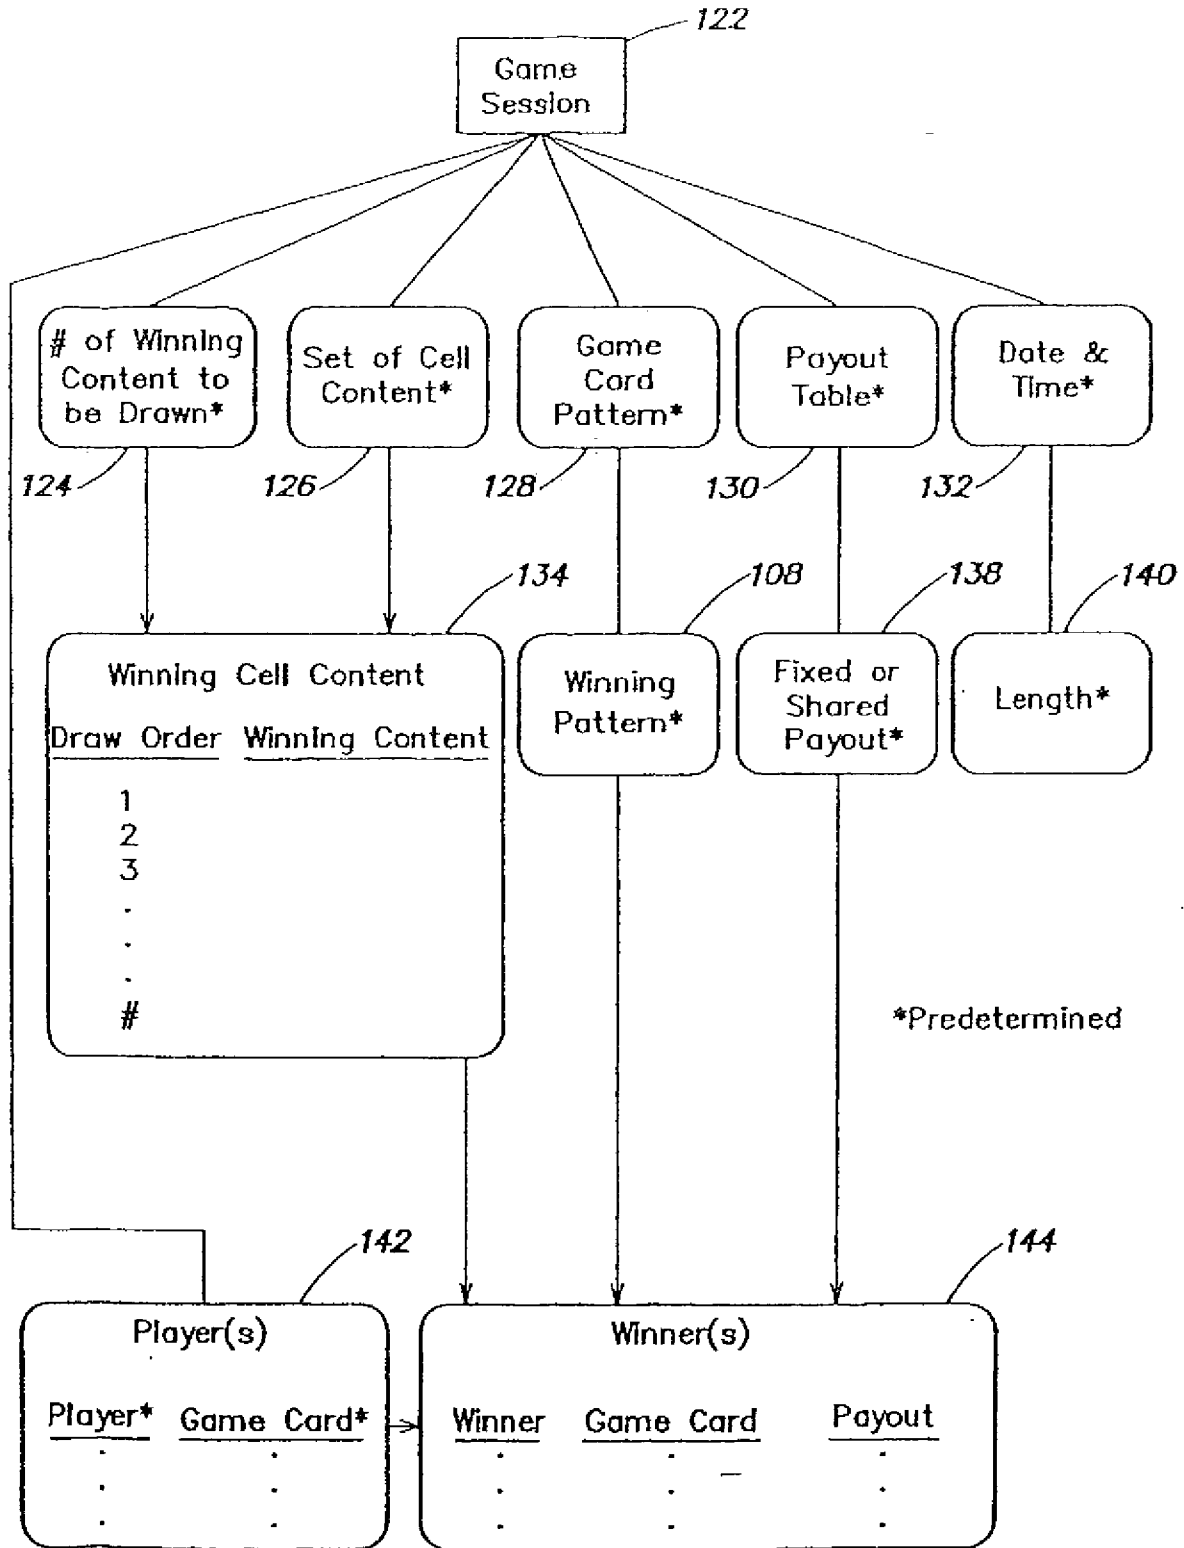 122
Game
Session
# of Winning
Content to
be Drawn*
Set of Cell
Content*
Game
Card
Pattern*
Payout
Table*
Date &
Time*
124
126
128
130
132
134
108
138
140
Winning Cell Content
Draw Order Winning Content
1
2
3
.
.
.
#
Winning
Pattern*
Fixed or
Shared
Payout*
Length*
*Predetermined
142
144
Player(s)
Player* Game Card*
. .
. .
. .
Winner(s)
Winner Game Card Payout
. . .
. . .
. . .